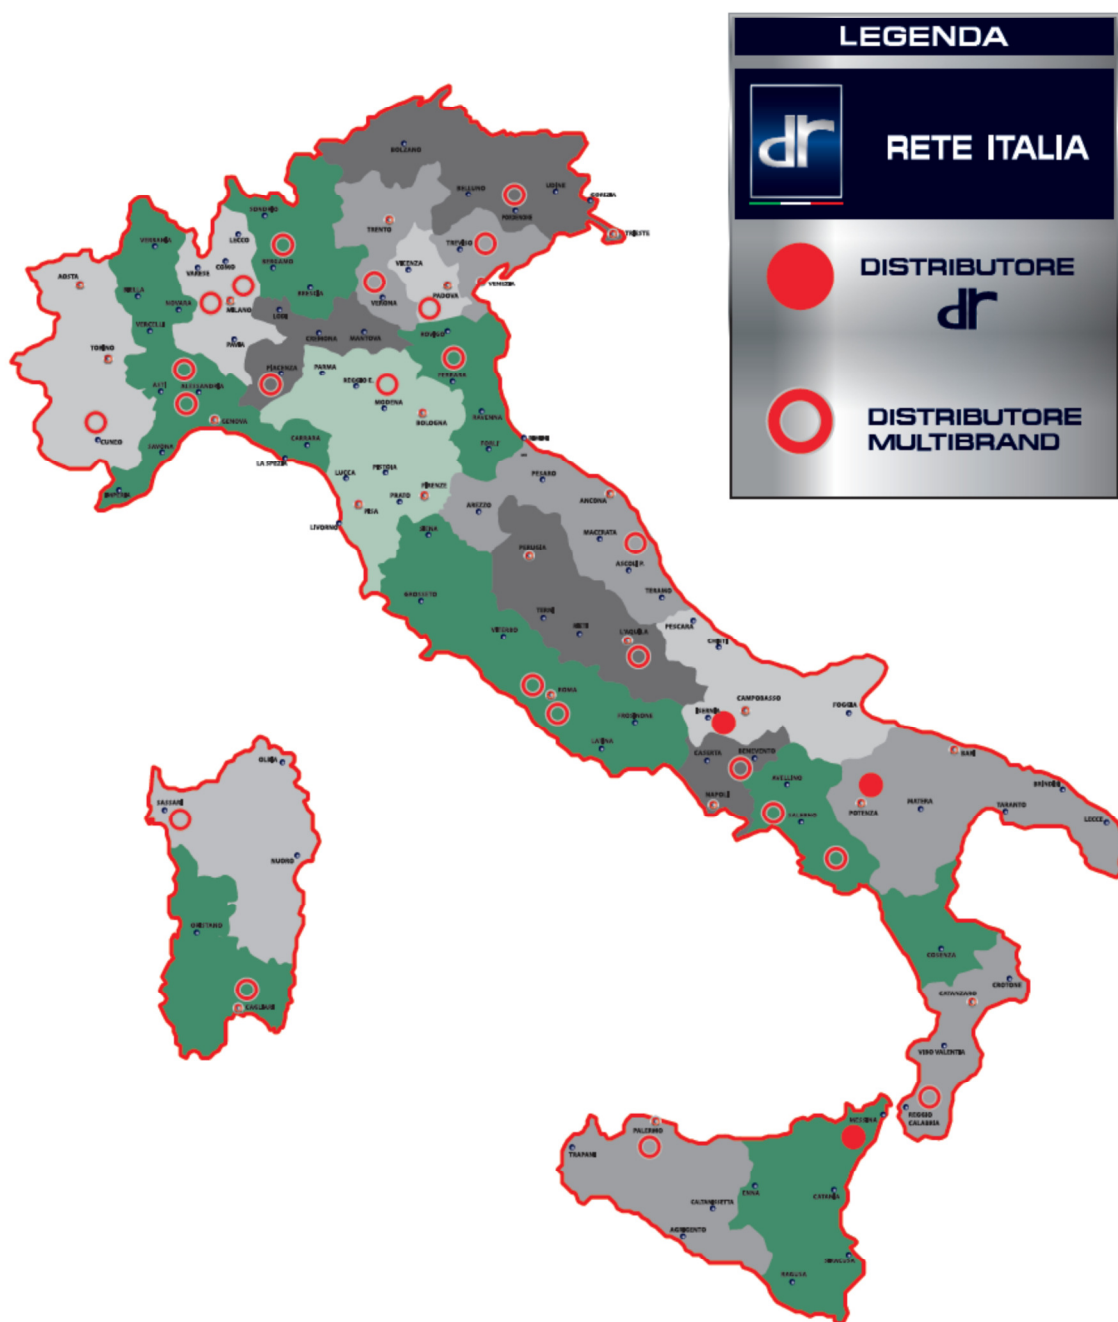 LEGENDA
dr
RETE ITALIA
DISTRIBUTORE
dr
DISTRIBUTORE
MULTIBRAND
BOLZANO
BELLUNO
UDINE
GORIZIA
TRIESTE
SONDRIO
TRENTO
PORDENONE
VERBANIA
LECCO
COMO
VARESE
BERGAMO
TREVISO
VICENZA
AOSTA
BIELLA
NOVARA
MILANO
BRESCIA
VERONA
PADOVA
VENEZIA
VERCELLI
LODI
PAVIA
CREMONA
MANTOVA
ROVIGO
TORINO
PIACENZA
PARMA
FERRARA
ASTI
ALESSANDRIA
REGGIO E.
MODENA
BOLOGNA
RAVENNA
CUNEO
GENOVA
SAVONA
CARRARA
FORLI'
RIMINI
LA SPEZIA
IMPERIA
LUCCA
PISTOIA
FIRENZE
PRATO
PISA
LIVORNO
PESARO
AREZZO
ANCONA
SIENA
MACERATA
PERUGIA
ASCOLI P.
GROSSETO
TERAMO
TERNI
RIETI
VITERBO
L'AQUILA
PESCARA
CHIETI
ROMA
FROSINONE
LATINA
ISERNIA
CAMPOBASSO
FOGGIA
CASERTA
BENEVENTO
BARI
AVELLINO
NAPOLI
SALERNO
POTENZA
MATERA
TARANTO
BRINDISI
LECCE
OLBIA
SASSARI
NUORO
ORISTANO
CAGLIARI
COSENZA
CROTONE
CATANZARO
VIBO VALENTIA
REGGIO
CALABRIA
MESSINA
PALERMO
TRAPANI
ENNA
CATANIA
CALTANISSETTA
AGRIGENTO
SIRACUSA
RAGUSA